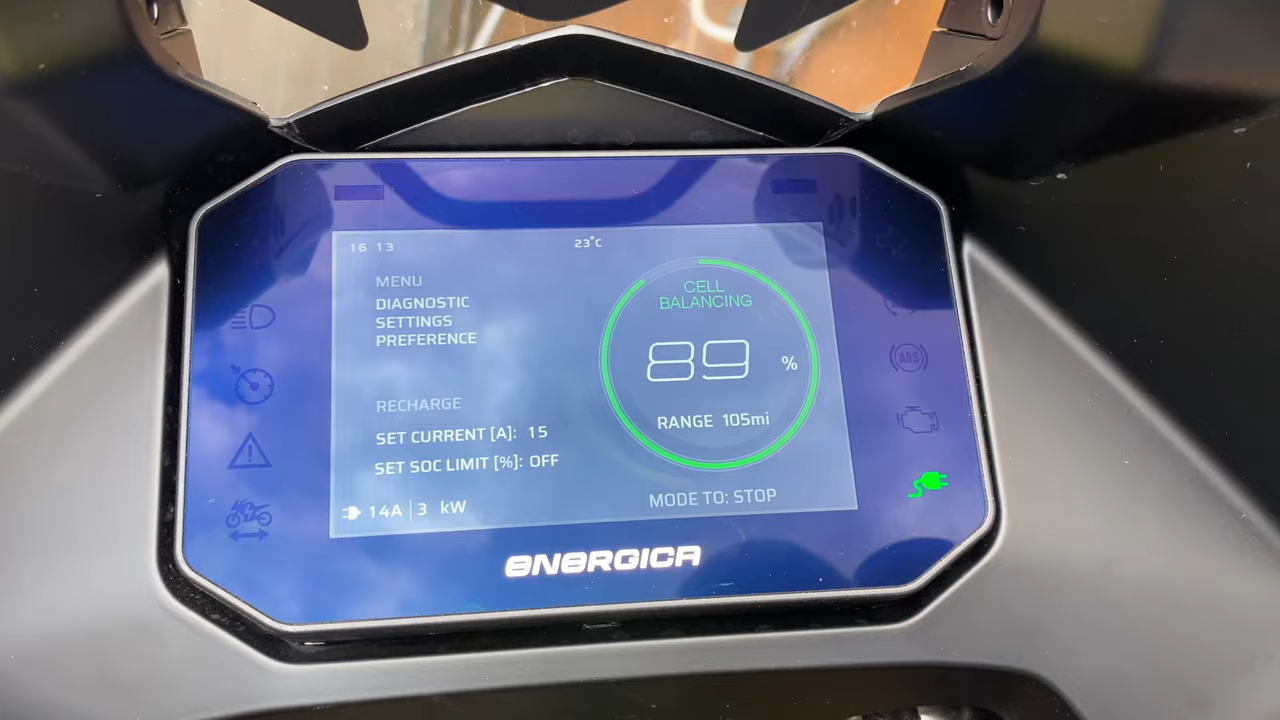 16 13
23°C
MENU
DIAGNOSTIC
SETTINGS
PREFERENCE
RECHARGE
SET CURRENT [A]: 15
SET SOC LIMIT [%]: OFF
14A | 3 kW
CELL
BALANCING
89 %
RANGE 105mi
MODE TO: STOP
ABS
ENERGICA